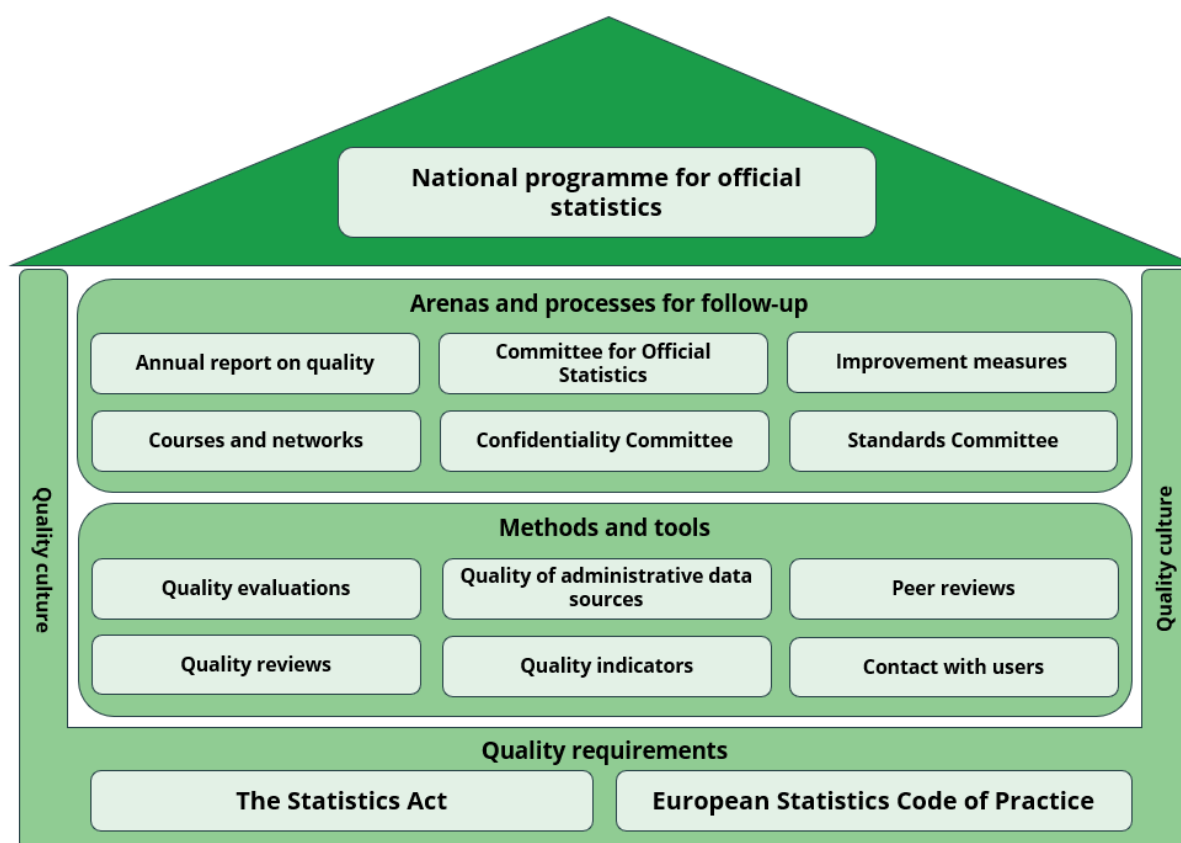 National programme for official
statistics
Arenas and processes for follow-up
Annual report on quality
Committee for Official
Statistics
Improvement measures
Courses and networks
Confidentiality Committee
Standards Committee
Quality culture
Quality culture
Methods and tools
Quality evaluations
Quality of administrative data
sources
Peer reviews
Quality reviews
Quality indicators
Contact with users
Quality requirements
The Statistics Act
European Statistics Code of Practice